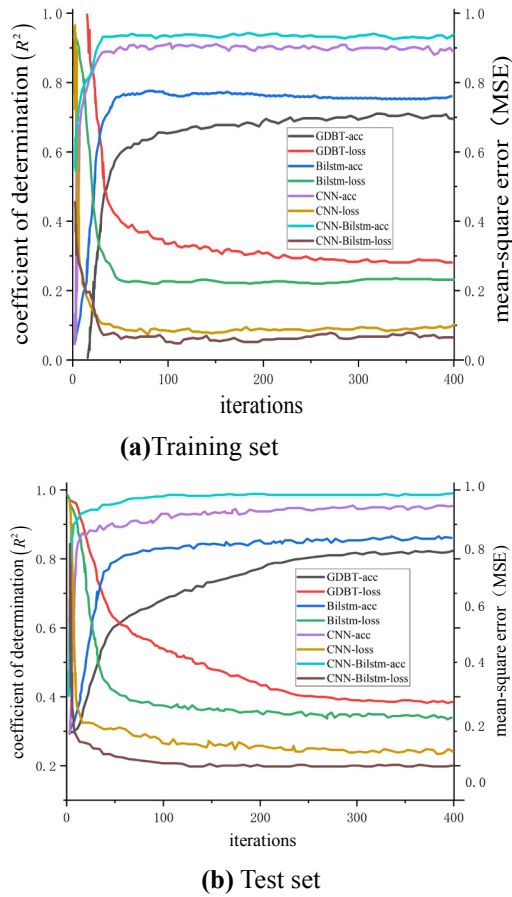 coefficient of determination (R²)
1.0
0.8
0.6
0.4
0.2
0.0
GDBT-acc
GDBT-loss
Bilstm-acc
Bilstm-loss
CNN-acc
CNN-loss
CNN-Bilstm-acc
CNN-Bilstm-loss
1.0
0.8
0.6
0.4
0.2
0.0
mean-square error（MSE)
0 100 200 300 400
iterations
(a)Training set
coefficient of determination (R²)
1.0
0.8
0.6
0.4
0.2
GDBT-acc
GDBT-loss
Bilstm-acc
Bilstm-loss
CNN-acc
CNN-loss
CNN-Bilstm-acc
CNN-Bilstm-loss
1.0
0.8
0.6
0.4
0.2
0.0
mean-square error（MSE)
0 100 200 300 400
iterations
(b) Test set